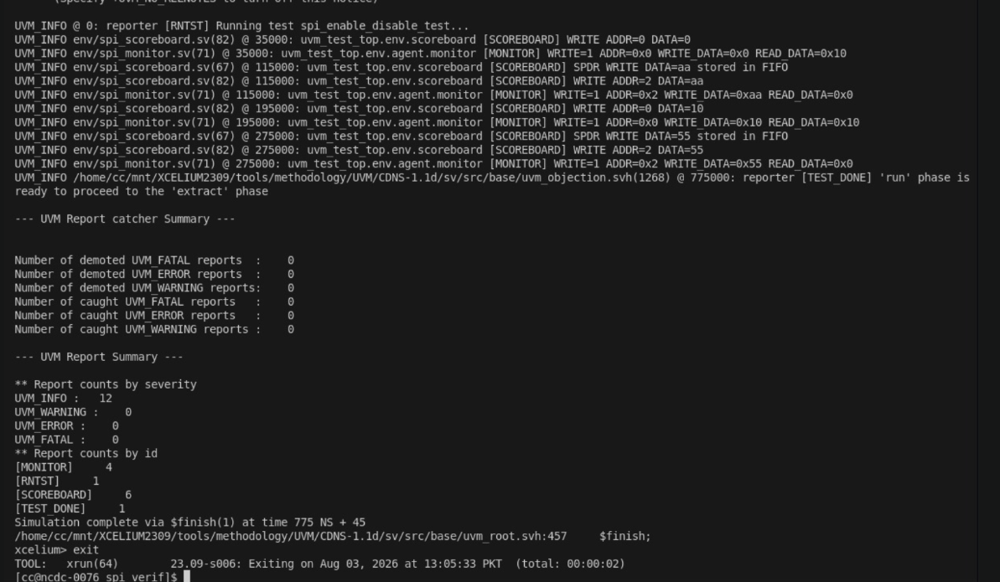 (Specify +UVM_NO_RELNOTES to turn off this notice)
UVM_INFO @ 0: reporter [RNTST] Running test spi_enable_disable_test...
UVM_INFO env/spi_scoreboard.sv(82) @ 35000: uvm_test_top.env.scoreboard [SCOREBOARD] WRITE ADDR=0 DATA=0
UVM_INFO env/spi_monitor.sv(71) @ 35000: uvm_test_top.env.agent.monitor [MONITOR] WRITE=1 ADDR=0x0 WRITE_DATA=0x0 READ_DATA=0x10
UVM_INFO env/spi_scoreboard.sv(67) @ 115000: uvm_test_top.env.scoreboard [SCOREBOARD] SPDR WRITE DATA=aa stored in FIFO
UVM_INFO env/spi_scoreboard.sv(82) @ 115000: uvm_test_top.env.scoreboard [SCOREBOARD] WRITE ADDR=2 DATA=aa
UVM_INFO env/spi_monitor.sv(71) @ 115000: uvm_test_top.env.agent.monitor [MONITOR] WRITE=1 ADDR=0x2 WRITE_DATA=0xaa READ_DATA=0x0
UVM_INFO env/spi_scoreboard.sv(82) @ 195000: uvm_test_top.env.scoreboard [SCOREBOARD] WRITE ADDR=0 DATA=10
UVM_INFO env/spi_monitor.sv(71) @ 195000: uvm_test_top.env.agent.monitor [MONITOR] WRITE=1 ADDR=0x0 WRITE_DATA=0x10 READ_DATA=0x10
UVM_INFO env/spi_scoreboard.sv(67) @ 275000: uvm_test_top.env.scoreboard [SCOREBOARD] SPDR WRITE DATA=55 stored in FIFO
UVM_INFO env/spi_scoreboard.sv(82) @ 275000: uvm_test_top.env.scoreboard [SCOREBOARD] WRITE ADDR=2 DATA=55
UVM_INFO env/spi_monitor.sv(71) @ 275000: uvm_test_top.env.agent.monitor [MONITOR] WRITE=1 ADDR=0x2 WRITE_DATA=0x55 READ_DATA=0x0
UVM_INFO /home/cc/mnt/XCELIUM2309/tools/methodology/UVM/CDNS-1.1d/sv/src/base/uvm_objection.svh(1268) @ 775000: reporter [TEST_DONE] 'run' phase is
ready to proceed to the 'extract' phase
--- UVM Report catcher Summary ---
Number of demoted UVM_FATAL reports  :    0
Number of demoted UVM_ERROR reports  :    0
Number of demoted UVM_WARNING reports:    0
Number of caught UVM_FATAL reports   :    0
Number of caught UVM_ERROR reports   :    0
Number of caught UVM_WARNING reports :    0
--- UVM Report Summary ---
** Report counts by severity
UVM_INFO :   12
UVM_WARNING :    0
UVM_ERROR :    0
UVM_FATAL :    0
** Report counts by id
[MONITOR]     4
[RNTST]     1
[SCOREBOARD]     6
[TEST_DONE]     1
Simulation complete via $finish(1) at time 775 NS + 45
/home/cc/mnt/XCELIUM2309/tools/methodology/UVM/CDNS-1.1d/sv/src/base/uvm_root.svh:457     $finish;
xcelium> exit
TOOL:   xrun(64)        23.09-s006: Exiting on Aug 03, 2026 at 13:05:33 PKT  (total: 00:00:02)
[cc@ncdc-0076 spi_verif]$